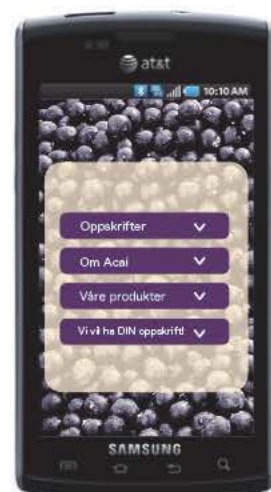 at&t
10:10 AM
Oppskrifter
Om Acai
Våre produkter
Vi vil ha DIN oppskrift!
SAMSUNG